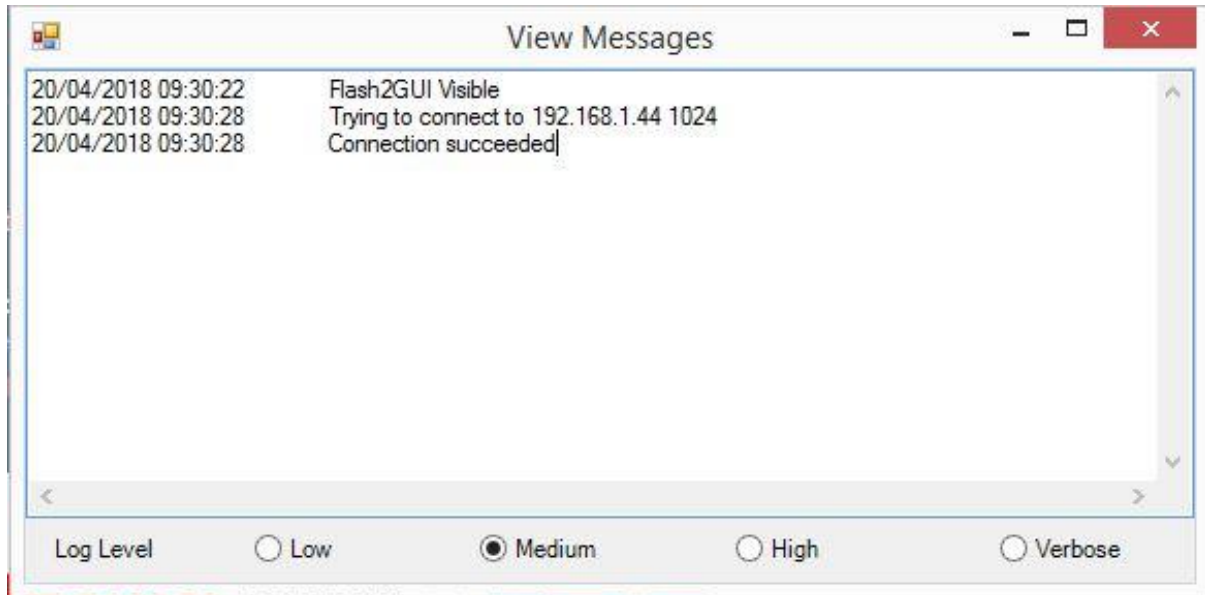 View Messages
20/04/2018 09:30:22 Flash2GUI Visible
20/04/2018 09:30:28 Trying to connect to 192.168.1.44 1024
20/04/2018 09:30:28 Connection succeeded
Log Level Low Medium High Verbose